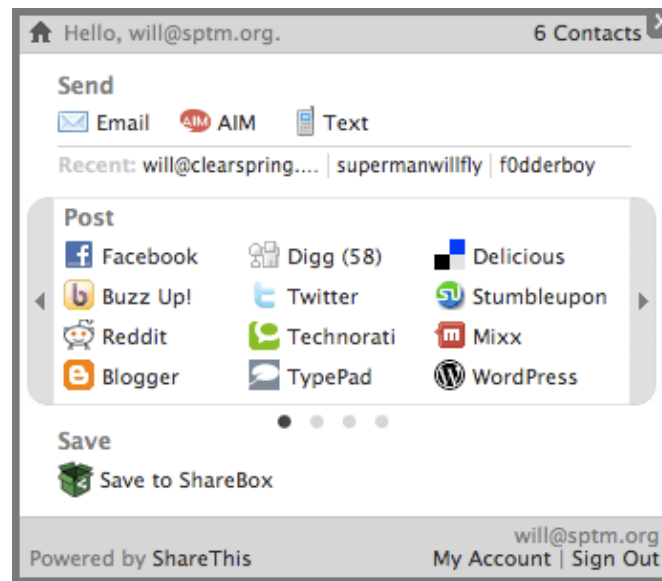 Hello, will@sptm.org. 6 Contacts
Send
Email AIM AIM Text
Recent: will@clearspring.... | supermanwillfly | f0dderboy
Post
Facebook Digg (58) Delicious
Buzz Up! Twitter Stumbleupon
Reddit Technorati Mixx
Blogger TypePad WordPress
Save
Save to ShareBox
will@sptm.org
Powered by ShareThis My Account | Sign Out